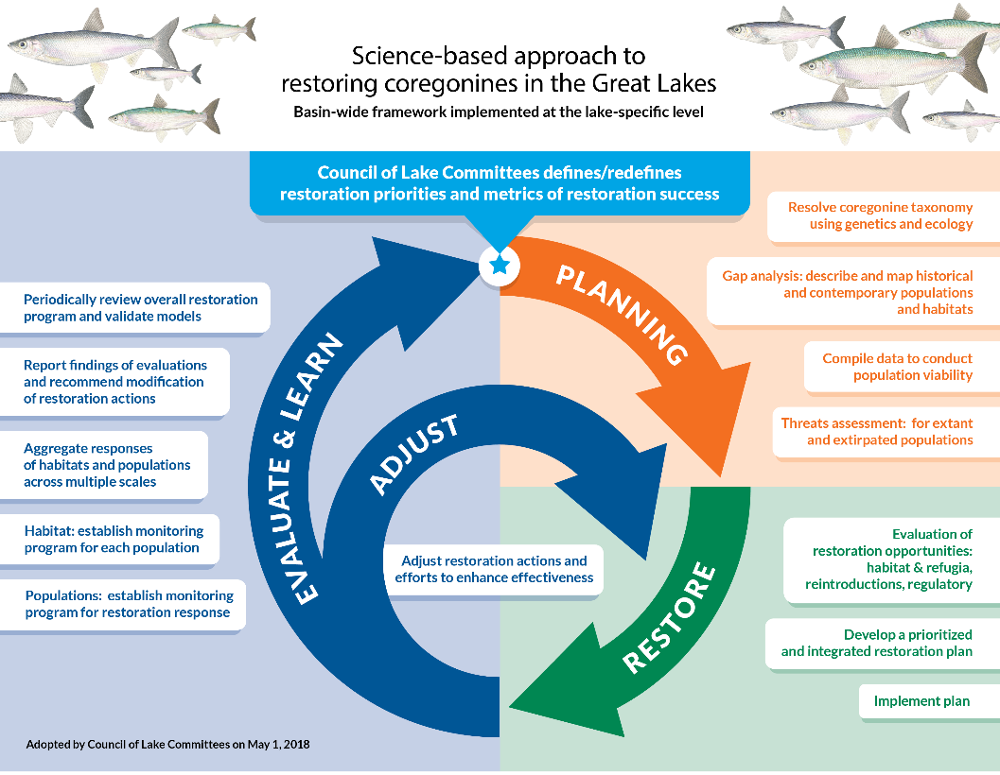 Science-based approach to
restoring coregonines in the Great Lakes
Basin-wide framework implemented at the lake-specific level
Council of Lake Committees defines/redefines
restoration priorities and metrics of restoration success
PLANNING
Resolve coregonine taxonomy
using genetics and ecology
Gap analysis: describe and map historical
and contemporary populations
and habitats
Compile data to conduct
population viability
Threats assessment:  for extant
and extirpated populations
RESTORE
Evaluation of
restoration opportunities:
habitat & refugia,
reintroductions, regulatory
Develop a prioritized
and integrated restoration plan
Implement plan
EVALUATE & LEARN
Periodically review overall restoration
program and validate models
Report findings of evaluations
and recommend modification
of restoration actions
Aggregate responses
of habitats and populations
across multiple scales
Habitat: establish monitoring
program for each population
Populations:  establish monitoring
program for restoration response
ADJUST
Adjust restoration actions and
efforts to enhance effectiveness
Adopted by Council of Lake Committees on May 1, 2018